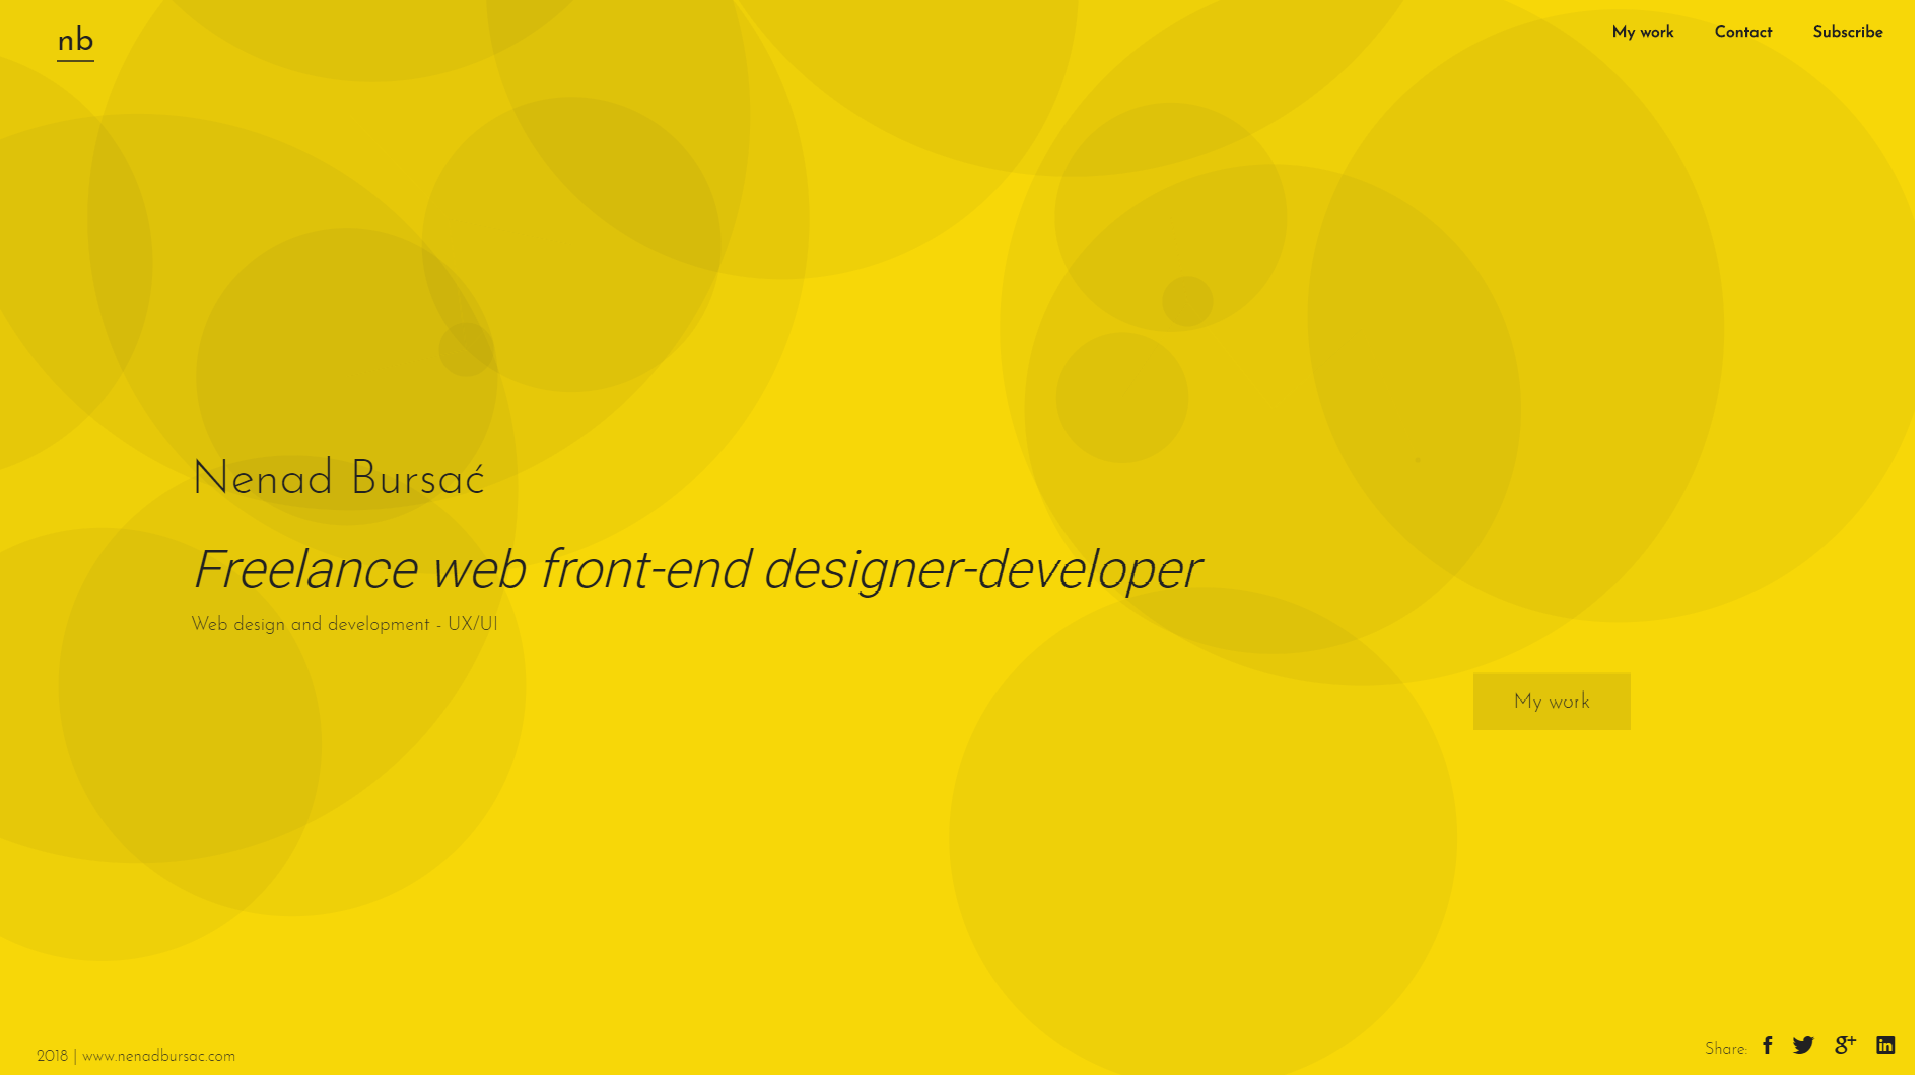 nb
My work Contact Subscribe
Nenad Bursać
Freelance web front-end designer-developer
Web design and development - UX/UI
My work
2018 | www.nenadbursac.com
Share: